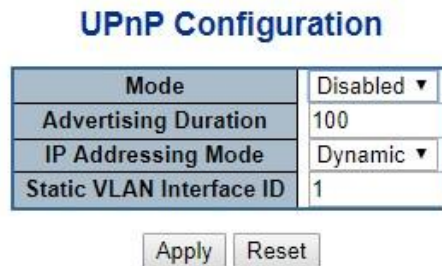 UPnP Configuration
Mode Disabled
Advertising Duration 100
IP Addressing Mode Dynamic
Static VLAN Interface ID 1
Apply Reset